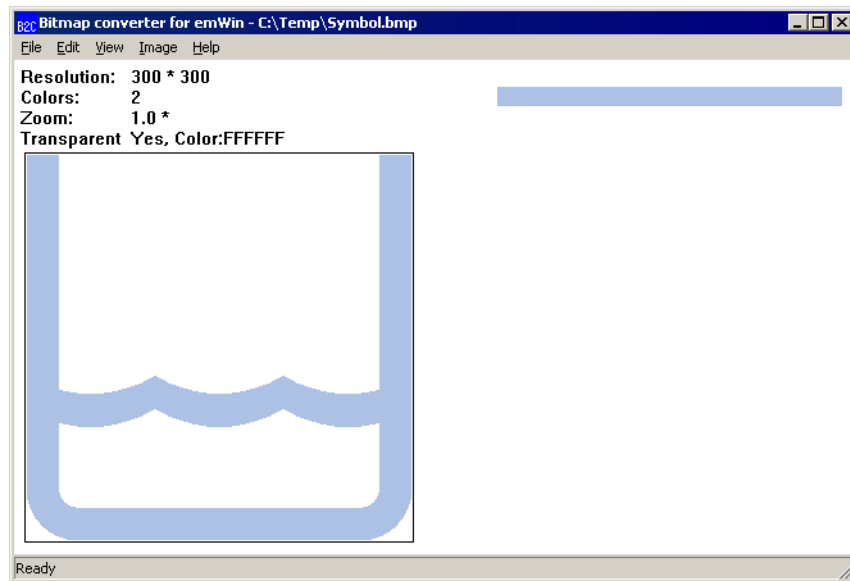 B2C Bitmap converter for emWin - C:\Temp\Symbol.bmp
File Edit View Image Help
Resolution: 300 * 300
Colors: 2
Zoom: 1.0 *
Transparent Yes, Color:FFFFFF
Ready